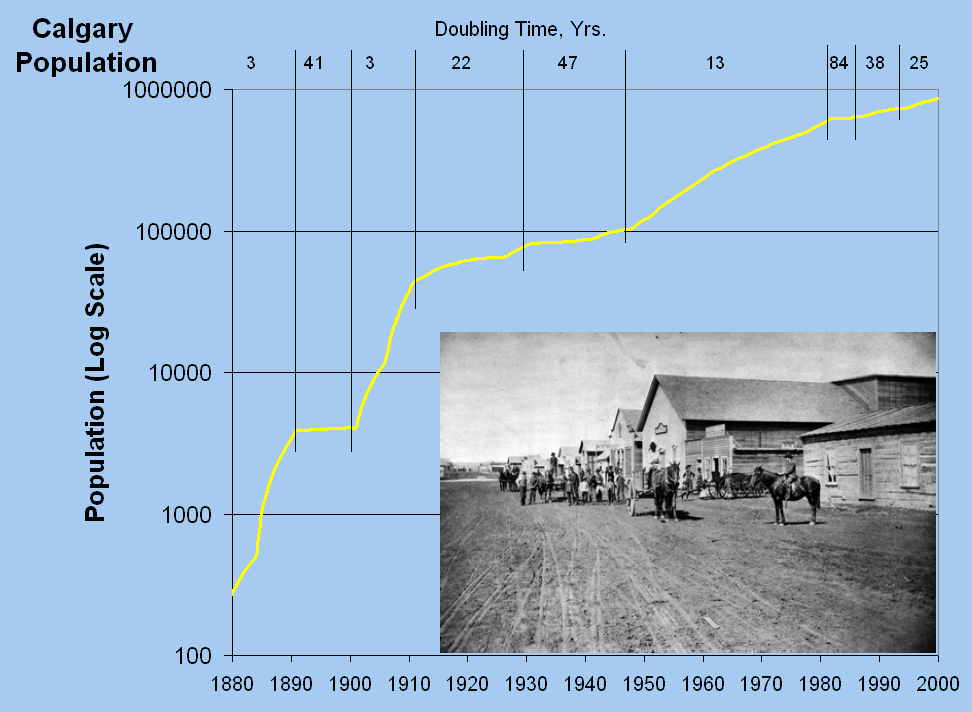 Calgary
Population
Doubling Time, Yrs.
3 41 3 22 47 13 84 38 25
1000000
100000
10000
1000
100
Population (Log Scale)
1880 1890 1900 1910 1920 1930 1940 1950 1960 1970 1980 1990 2000